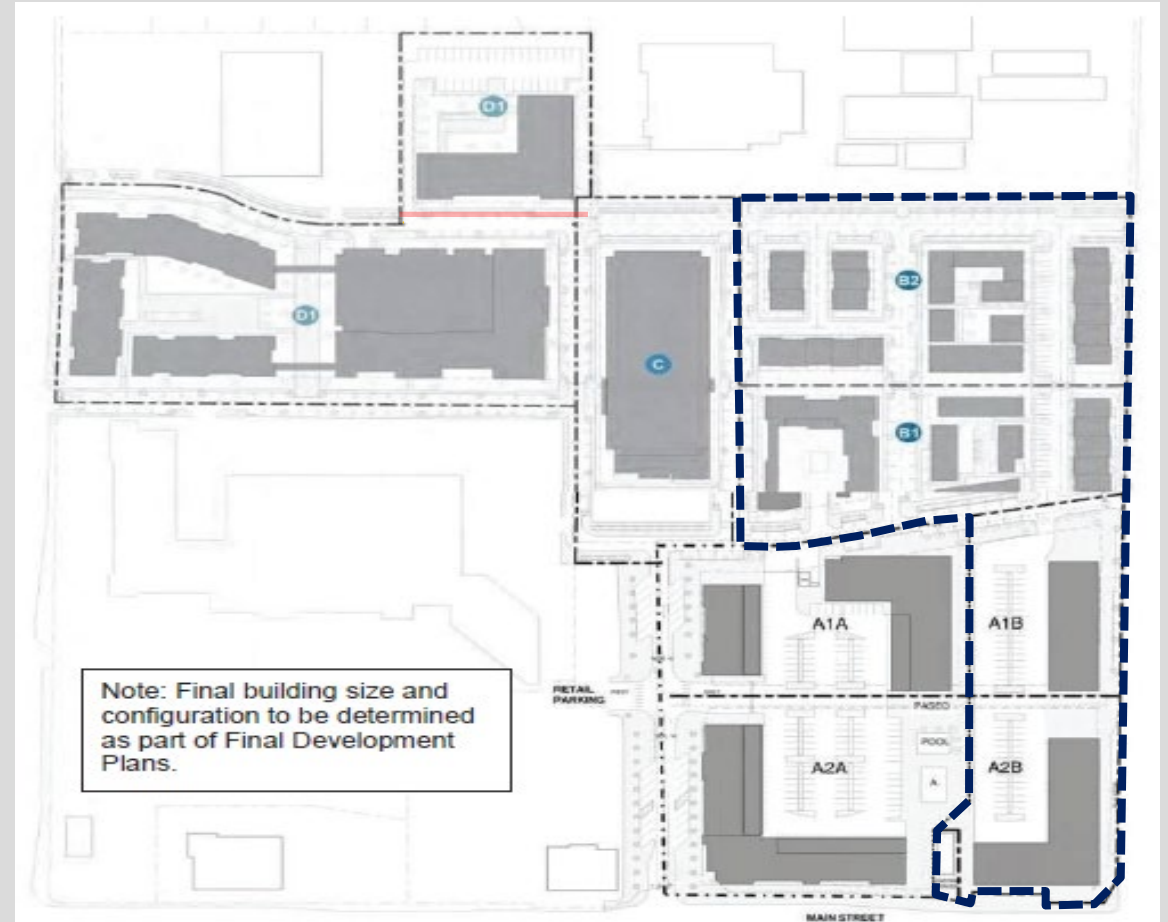 D1
D1
B2
C
B1
A1A
A1B
Note: Final building size and
configuration to be determined
as part of Final Development
Plans.
RETAIL
PARKING
PASEO
POOL
A2A
A2B
A.
MAIN STREET